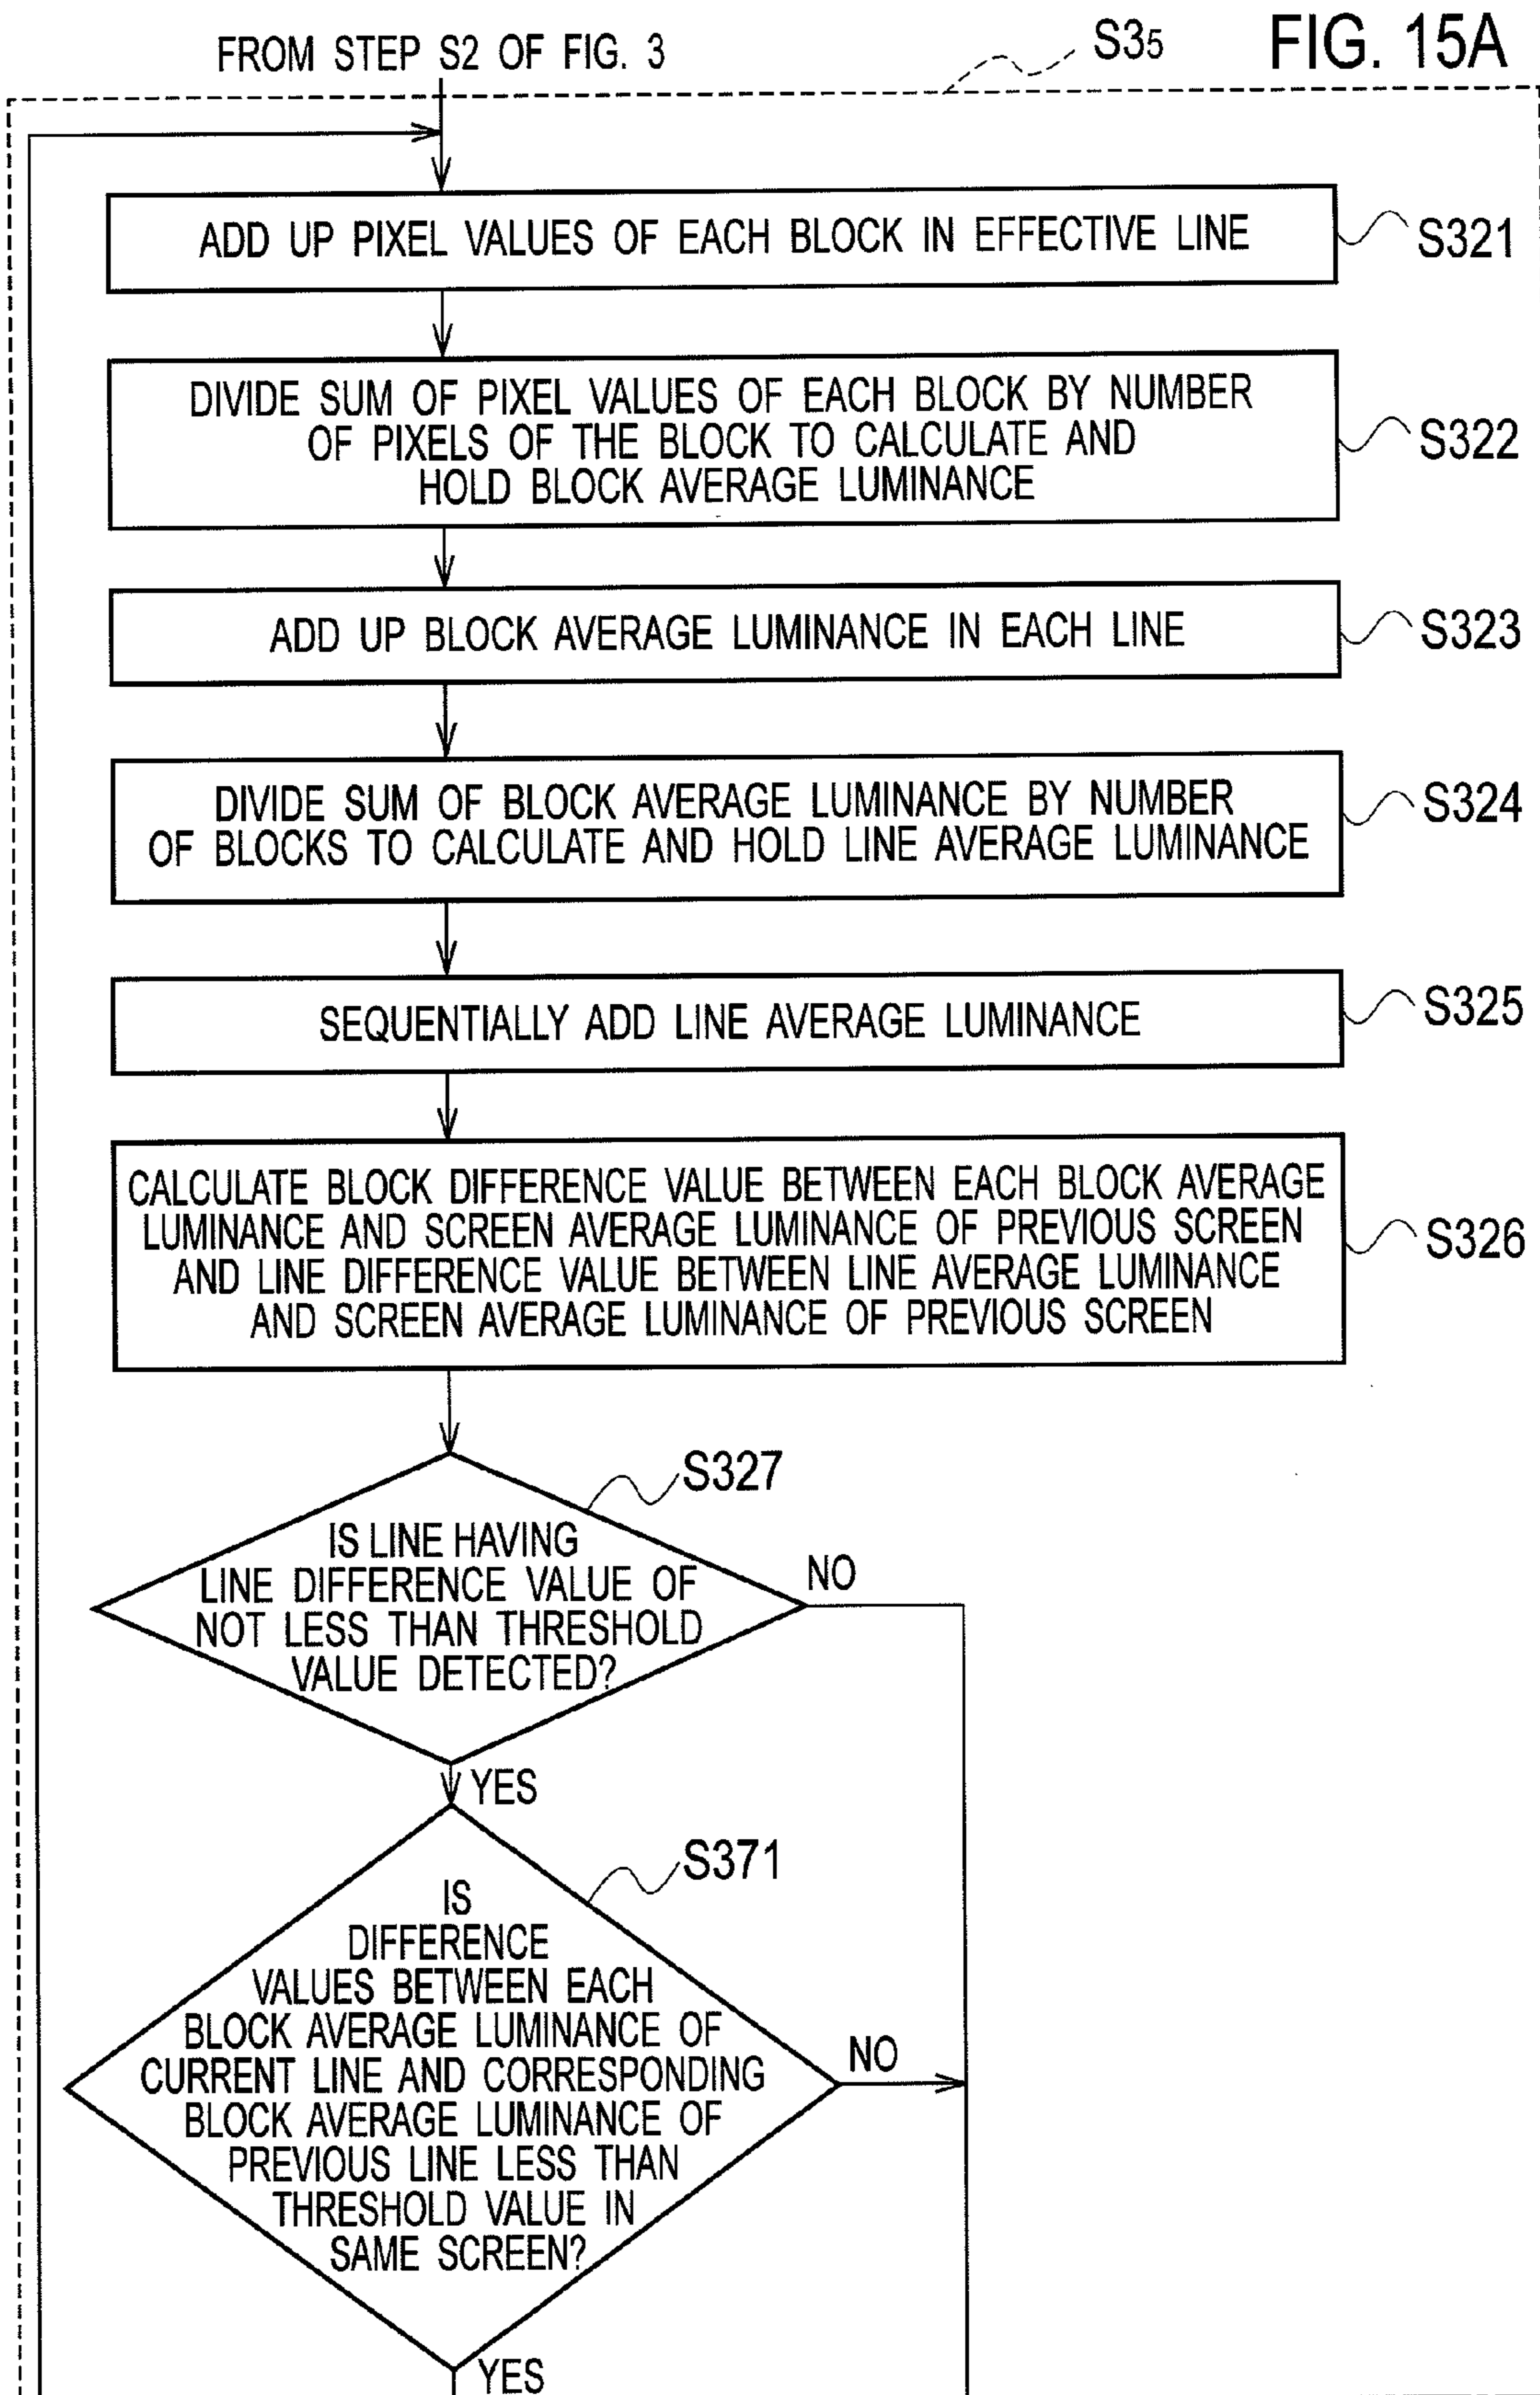 FROM STEP S2 OF FIG. 3
S35
FIG. 15A
ADD UP PIXEL VALUES OF EACH BLOCK IN EFFECTIVE LINE
S321
DIVIDE SUM OF PIXEL VALUES OF EACH BLOCK BY NUMBER
OF PIXELS OF THE BLOCK TO CALCULATE AND
HOLD BLOCK AVERAGE LUMINANCE
S322
ADD UP BLOCK AVERAGE LUMINANCE IN EACH LINE
S323
DIVIDE SUM OF BLOCK AVERAGE LUMINANCE BY NUMBER
OF BLOCKS TO CALCULATE AND HOLD LINE AVERAGE LUMINANCE
S324
SEQUENTIALLY ADD LINE AVERAGE LUMINANCE
S325
CALCULATE BLOCK DIFFERENCE VALUE BETWEEN EACH BLOCK AVERAGE
LUMINANCE AND SCREEN AVERAGE LUMINANCE OF PREVIOUS SCREEN
AND LINE DIFFERENCE VALUE BETWEEN LINE AVERAGE LUMINANCE
AND SCREEN AVERAGE LUMINANCE OF PREVIOUS SCREEN
S326
S327
IS LINE HAVING
LINE DIFFERENCE VALUE OF
NOT LESS THAN THRESHOLD
VALUE DETECTED?
NO
YES
S371
IS
DIFFERENCE
VALUES BETWEEN EACH
BLOCK AVERAGE LUMINANCE OF
CURRENT LINE AND CORRESPONDING
BLOCK AVERAGE LUMINANCE OF
PREVIOUS LINE LESS THAN
THRESHOLD VALUE IN
SAME SCREEN?
NO
YES